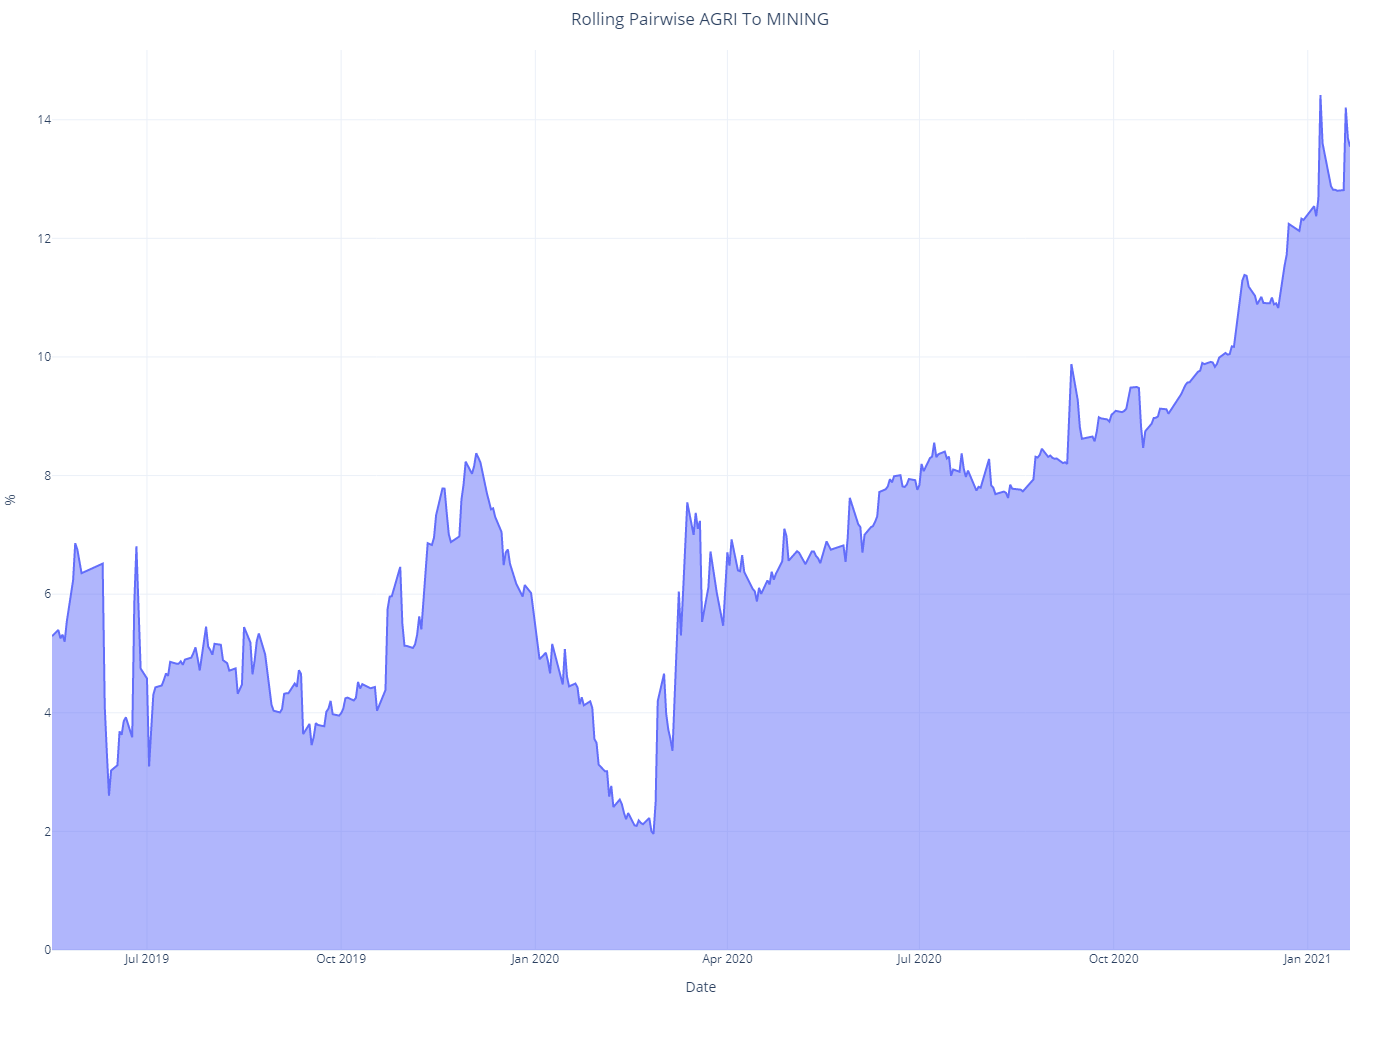 Rolling Pairwise AGRI To MINING
14
12
10
8
6
4
2
0
%
Jul 2019
Oct 2019
Jan 2020
Apr 2020
Jul 2020
Oct 2020
Jan 2021
Date